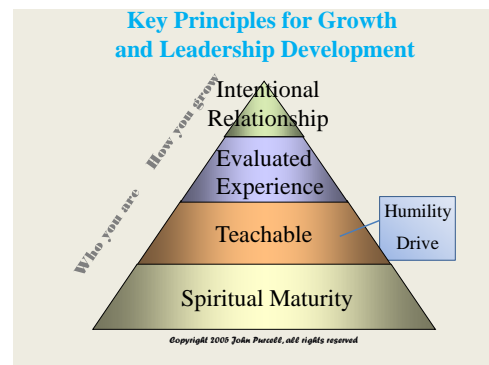 Key Principles for Growth
and Leadership Development
How you grow
Who you are
Intentional
Relationship
Evaluated
Experience
Teachable
Humility
Drive
Spiritual Maturity
Copyright 2005 John Purcell, all rights reserved